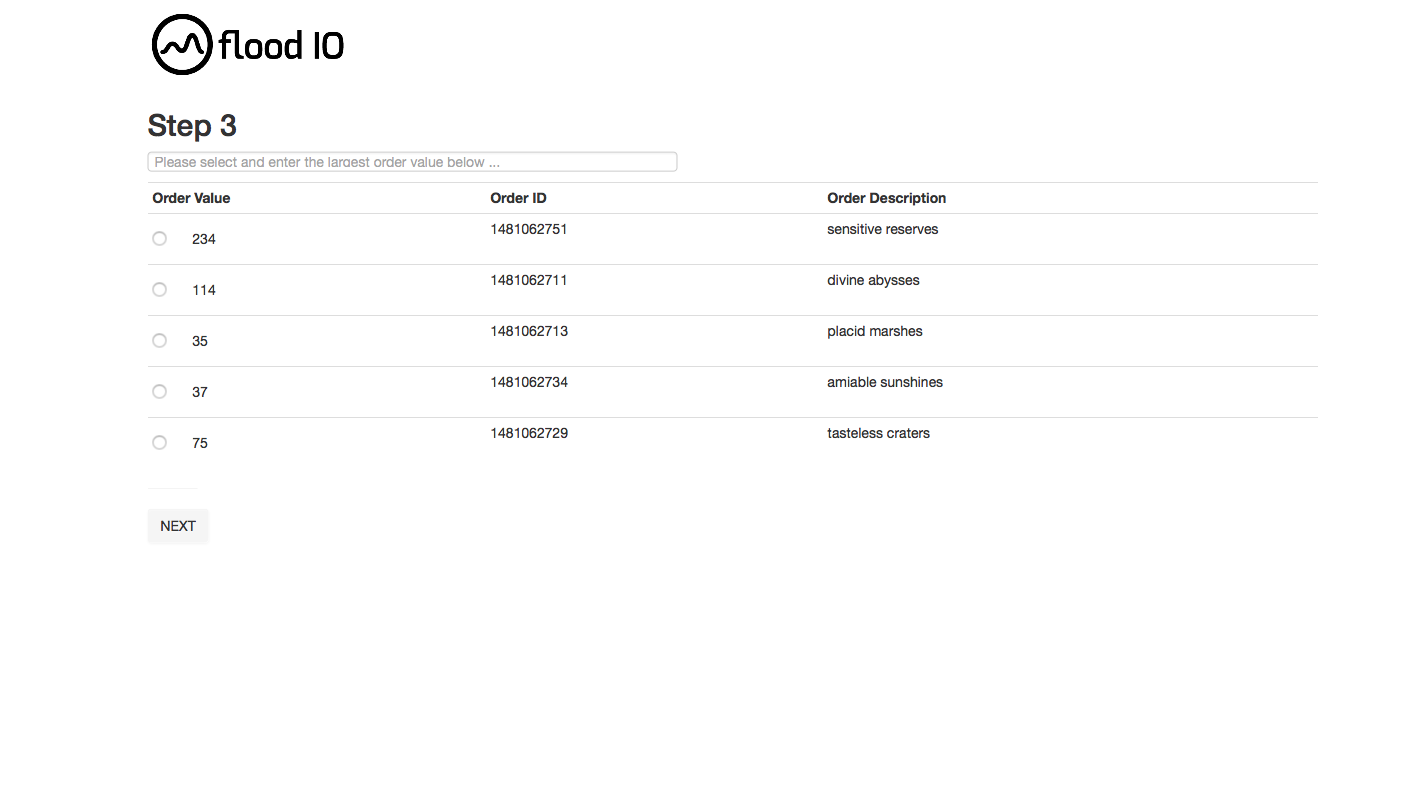 flood IO
Step 3
Please select and enter the largest order value below ...
Order Value Order ID Order Description
234 1481062751 sensitive reserves
114 1481062711 divine abysses
35 1481062713 placid marshes
37 1481062734 amiable sunshines
75 1481062729 tasteless craters
NEXT